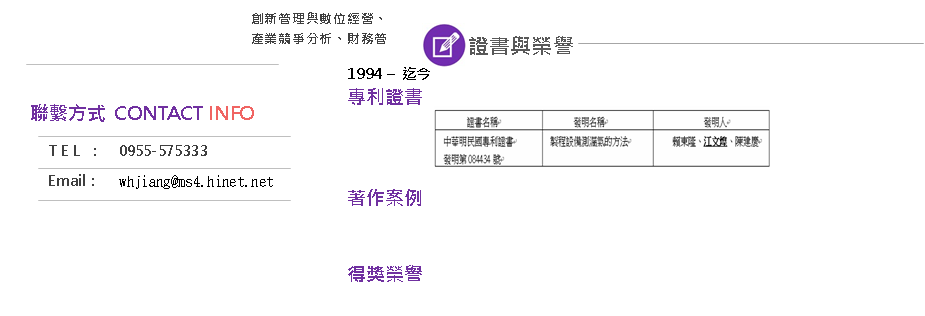 創新管理與數位經營、
產業競爭分析、財務管
聯繫方式 CONTACT INFO
TEL : 0955-575333
Email : whjiang@ms4.hinet.net
證書與榮譽
1994 – 迄今
專利證書
證書名稱 發明名稱 發明人
中華明民國專利證書 製程設備測漏氣的方法 賴東隆、江文煌、陳建慶
發明第 084434 號
著作案例
得獎榮譽